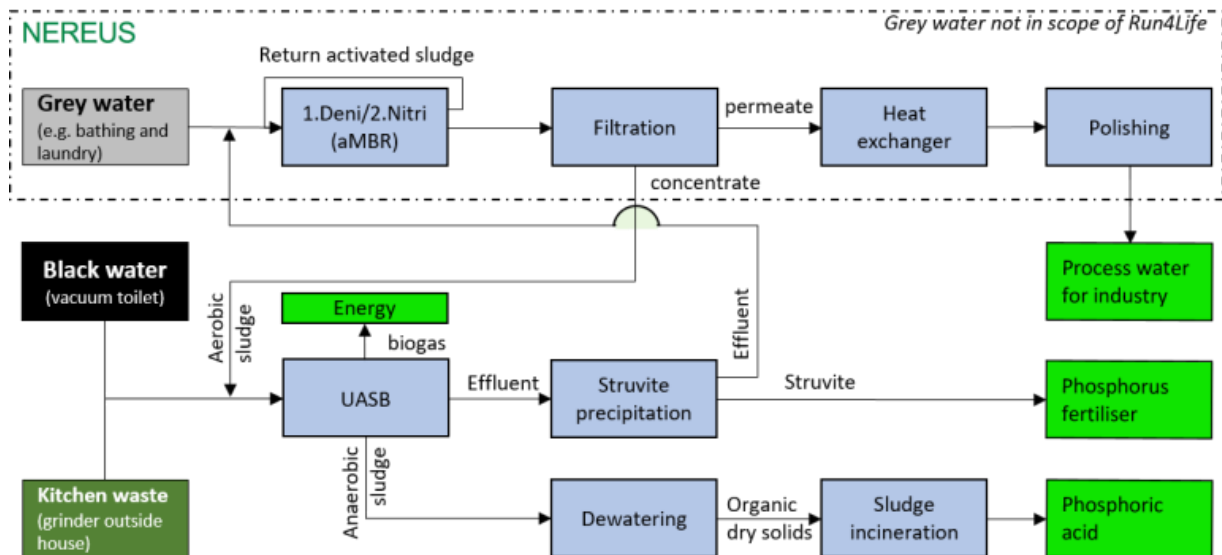 NEREUS
Grey water not in scope of Run4Life
Return activated sludge
Grey water
(e.g. bathing and
laundry)
1.Deni/2.Nitri
(aMBR)
Filtration
permeate
Heat
exchanger
Polishing
concentrate
Black water
(vacuum toilet)
Aerobic
sludge
Energy
biogas
Effluent
Process water
for industry
UASB
Effluent
Struvite
precipitation
Struvite
Phosphorus
fertiliser
Kitchen waste
(grinder outside
house)
Anaerobic
sludge
Dewatering
Organic
dry solids
Sludge
incineration
Phosphoric
acid